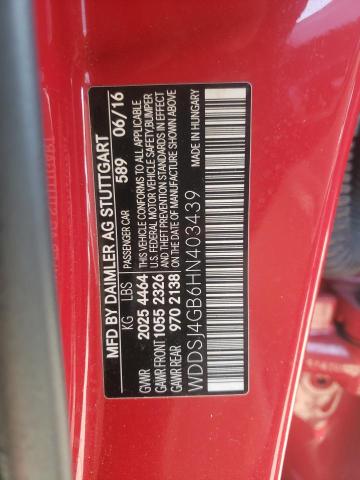 MFD BY DAIMLER AG STUTTGART
PASSENGER CAR 589 06/16
KG LBS
GVWR 2025 4464
GAWR FRONT 1055 2326
GAWR REAR 970 2138
THIS VEHICLE CONFORMS TO ALL APPLICABLE
U.S. FEDERAL MOTOR VEHICLE SAFETY,BUMPER
AND THEFT PREVENTION STANDARDS IN EFFECT
ON THE DATE OF MANUFACTURE SHOWN ABOVE
MADE IN HUNGARY
WDDSJ4GB6HN403439